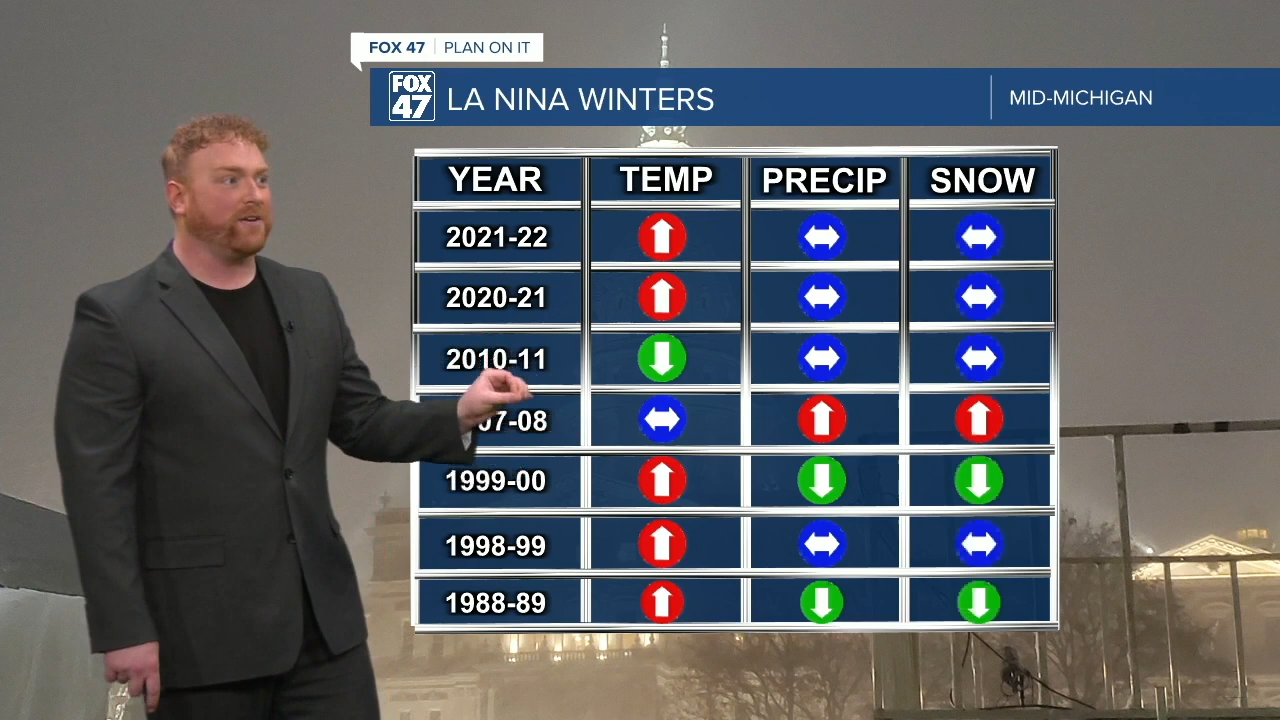 FOX 47 | PLAN ON IT
FOX 47 LA NINA WINTERS MID-MICHIGAN
YEAR TEMP PRECIP SNOW
2021-22
2020-21
2010-11
07-08
1999-00
1998-99
1988-89